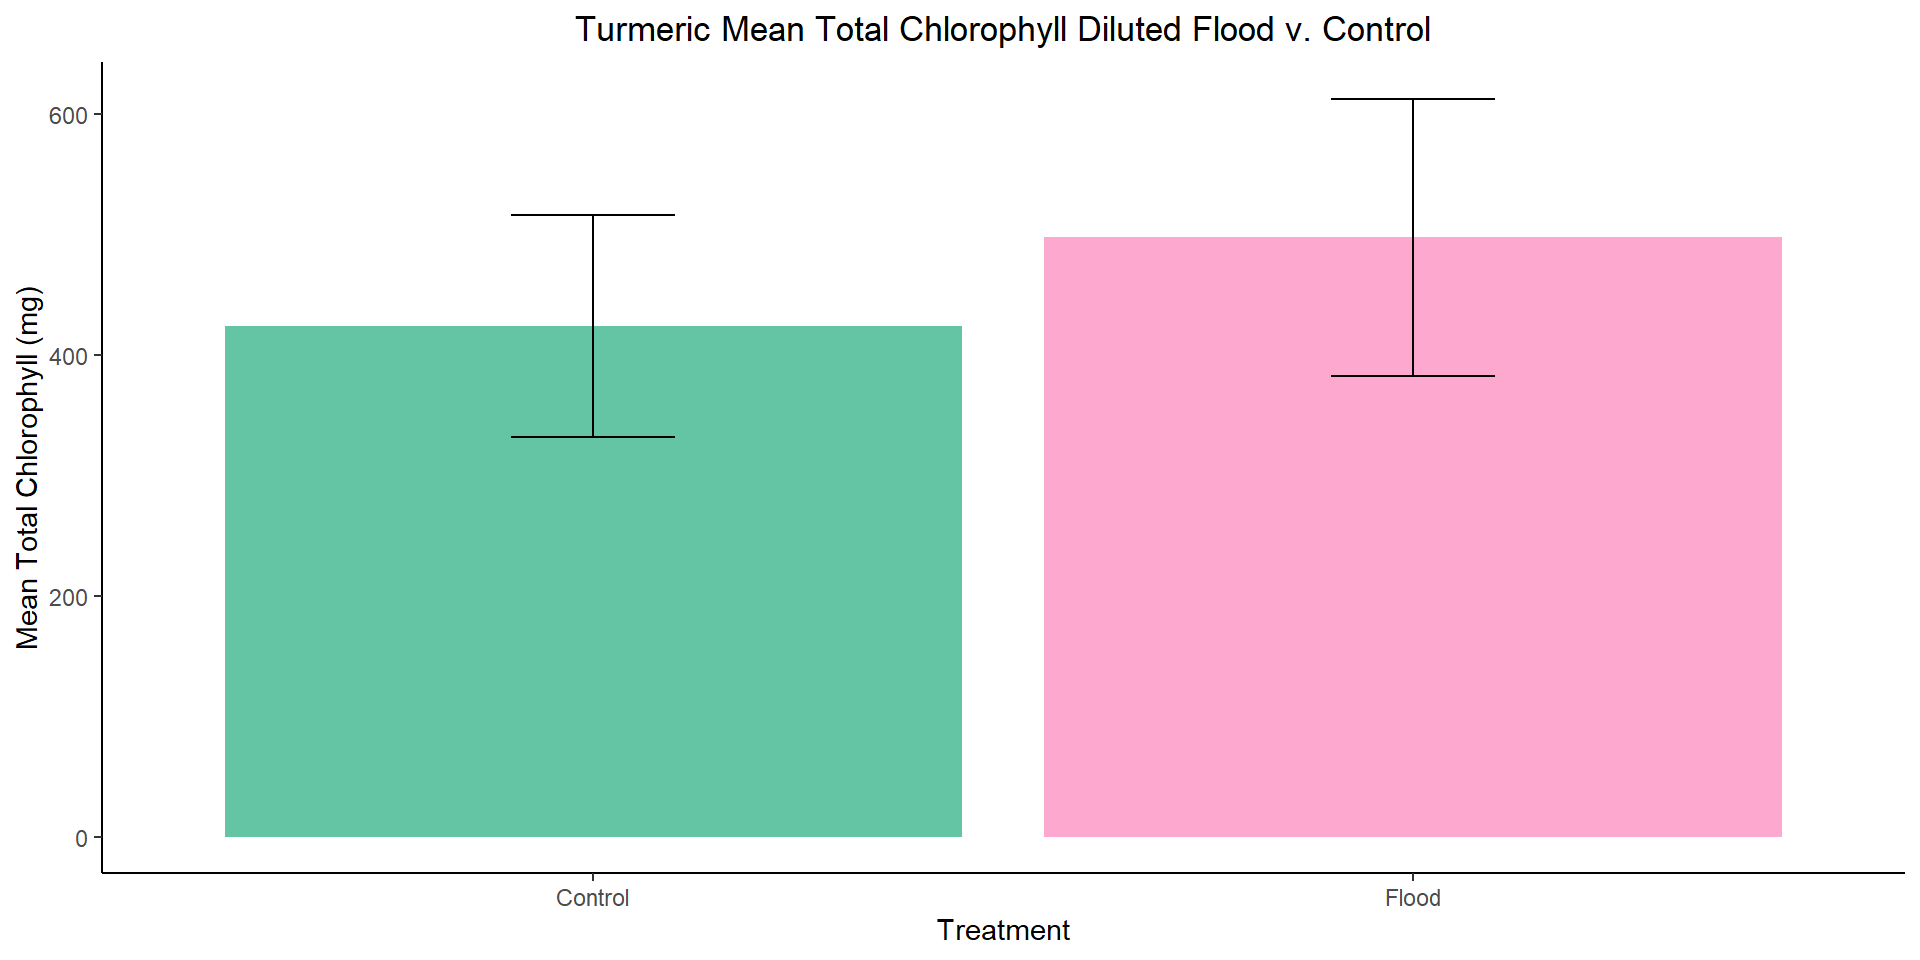 Turmeric Mean Total Chlorophyll Diluted Flood v. Control
Mean Total Chlorophyll (mg)
600
400
200
0
Control
Flood
Treatment